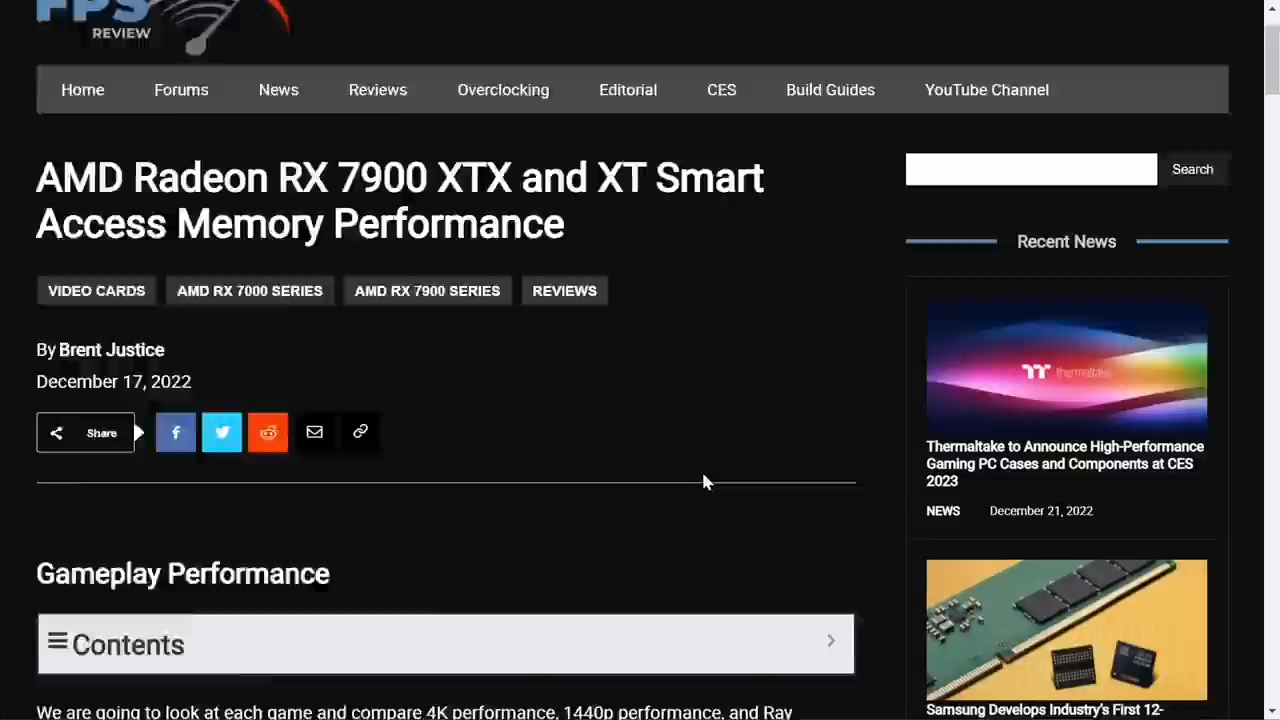 FPS
REVIEW
Home Forums News Reviews Overclocking Editorial CES Build Guides YouTube Channel
AMD Radeon RX 7900 XTX and XT Smart
Access Memory Performance
VIDEO CARDS AMD RX 7000 SERIES AMD RX 7900 SERIES REVIEWS
By Brent Justice
December 17, 2022
Share
Gameplay Performance
Contents
We are going to look at each game and compare 4K performance, 1440p performance, and Ray
Search
Recent News
thermaltake
Thermaltake to Announce High-Performance
Gaming PC Cases and Components at CES
2023
NEWS December 21, 2022
Samsung Develops Industry's First 12-